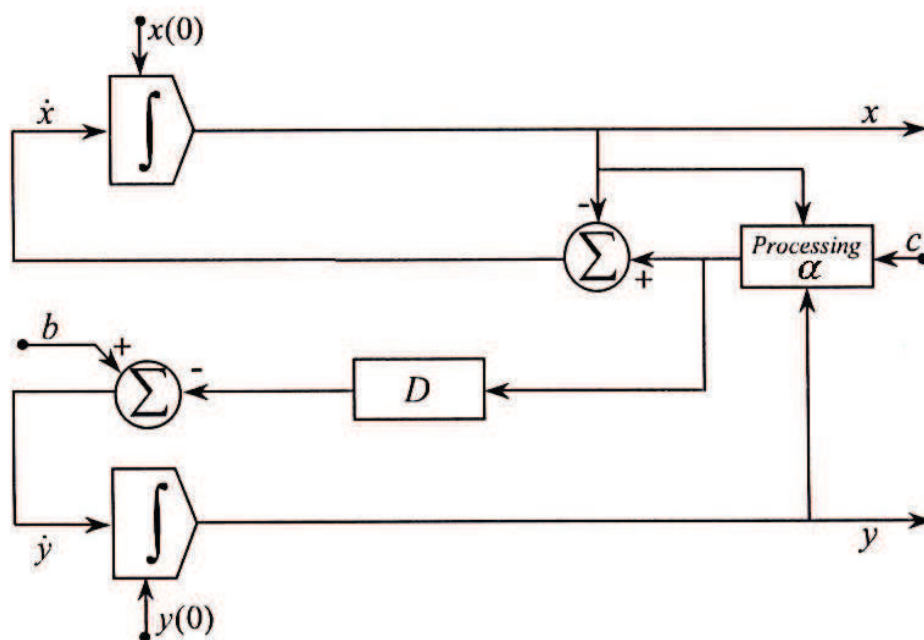 x(0)
ẋ
∫
x
-
Σ
+
Processing
α
c
b
+
Σ
-
D
ẏ
∫
y
y(0)